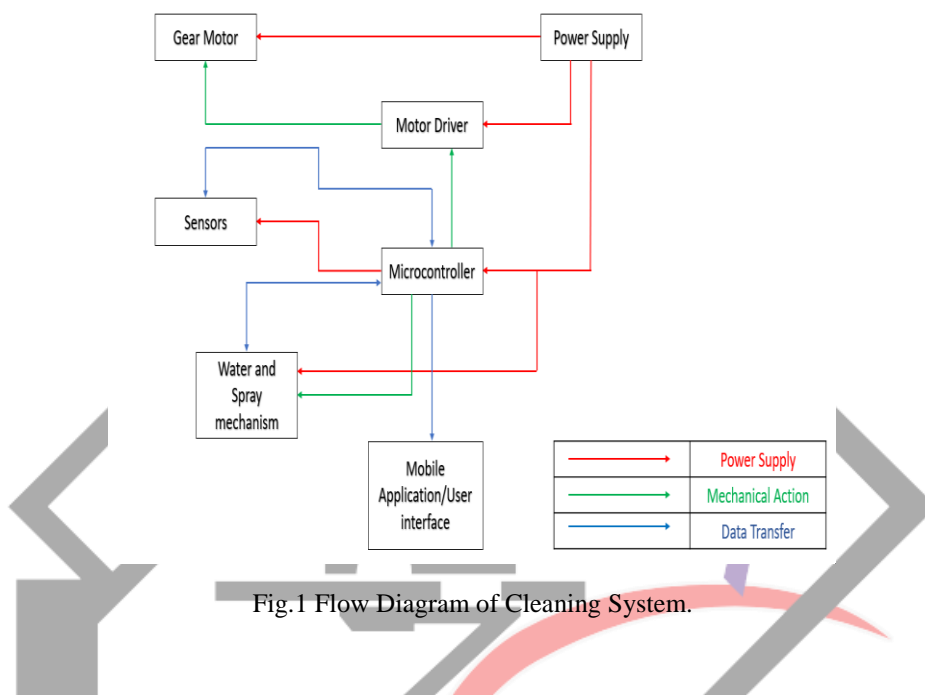 Gear Motor
Power Supply
Motor Driver
Sensors
Microcontroller
Water and
Spray
mechanism
Mobile
Application/User
interface
Power Supply
Mechanical Action
Data Transfer
Fig.1 Flow Diagram of Cleaning System.